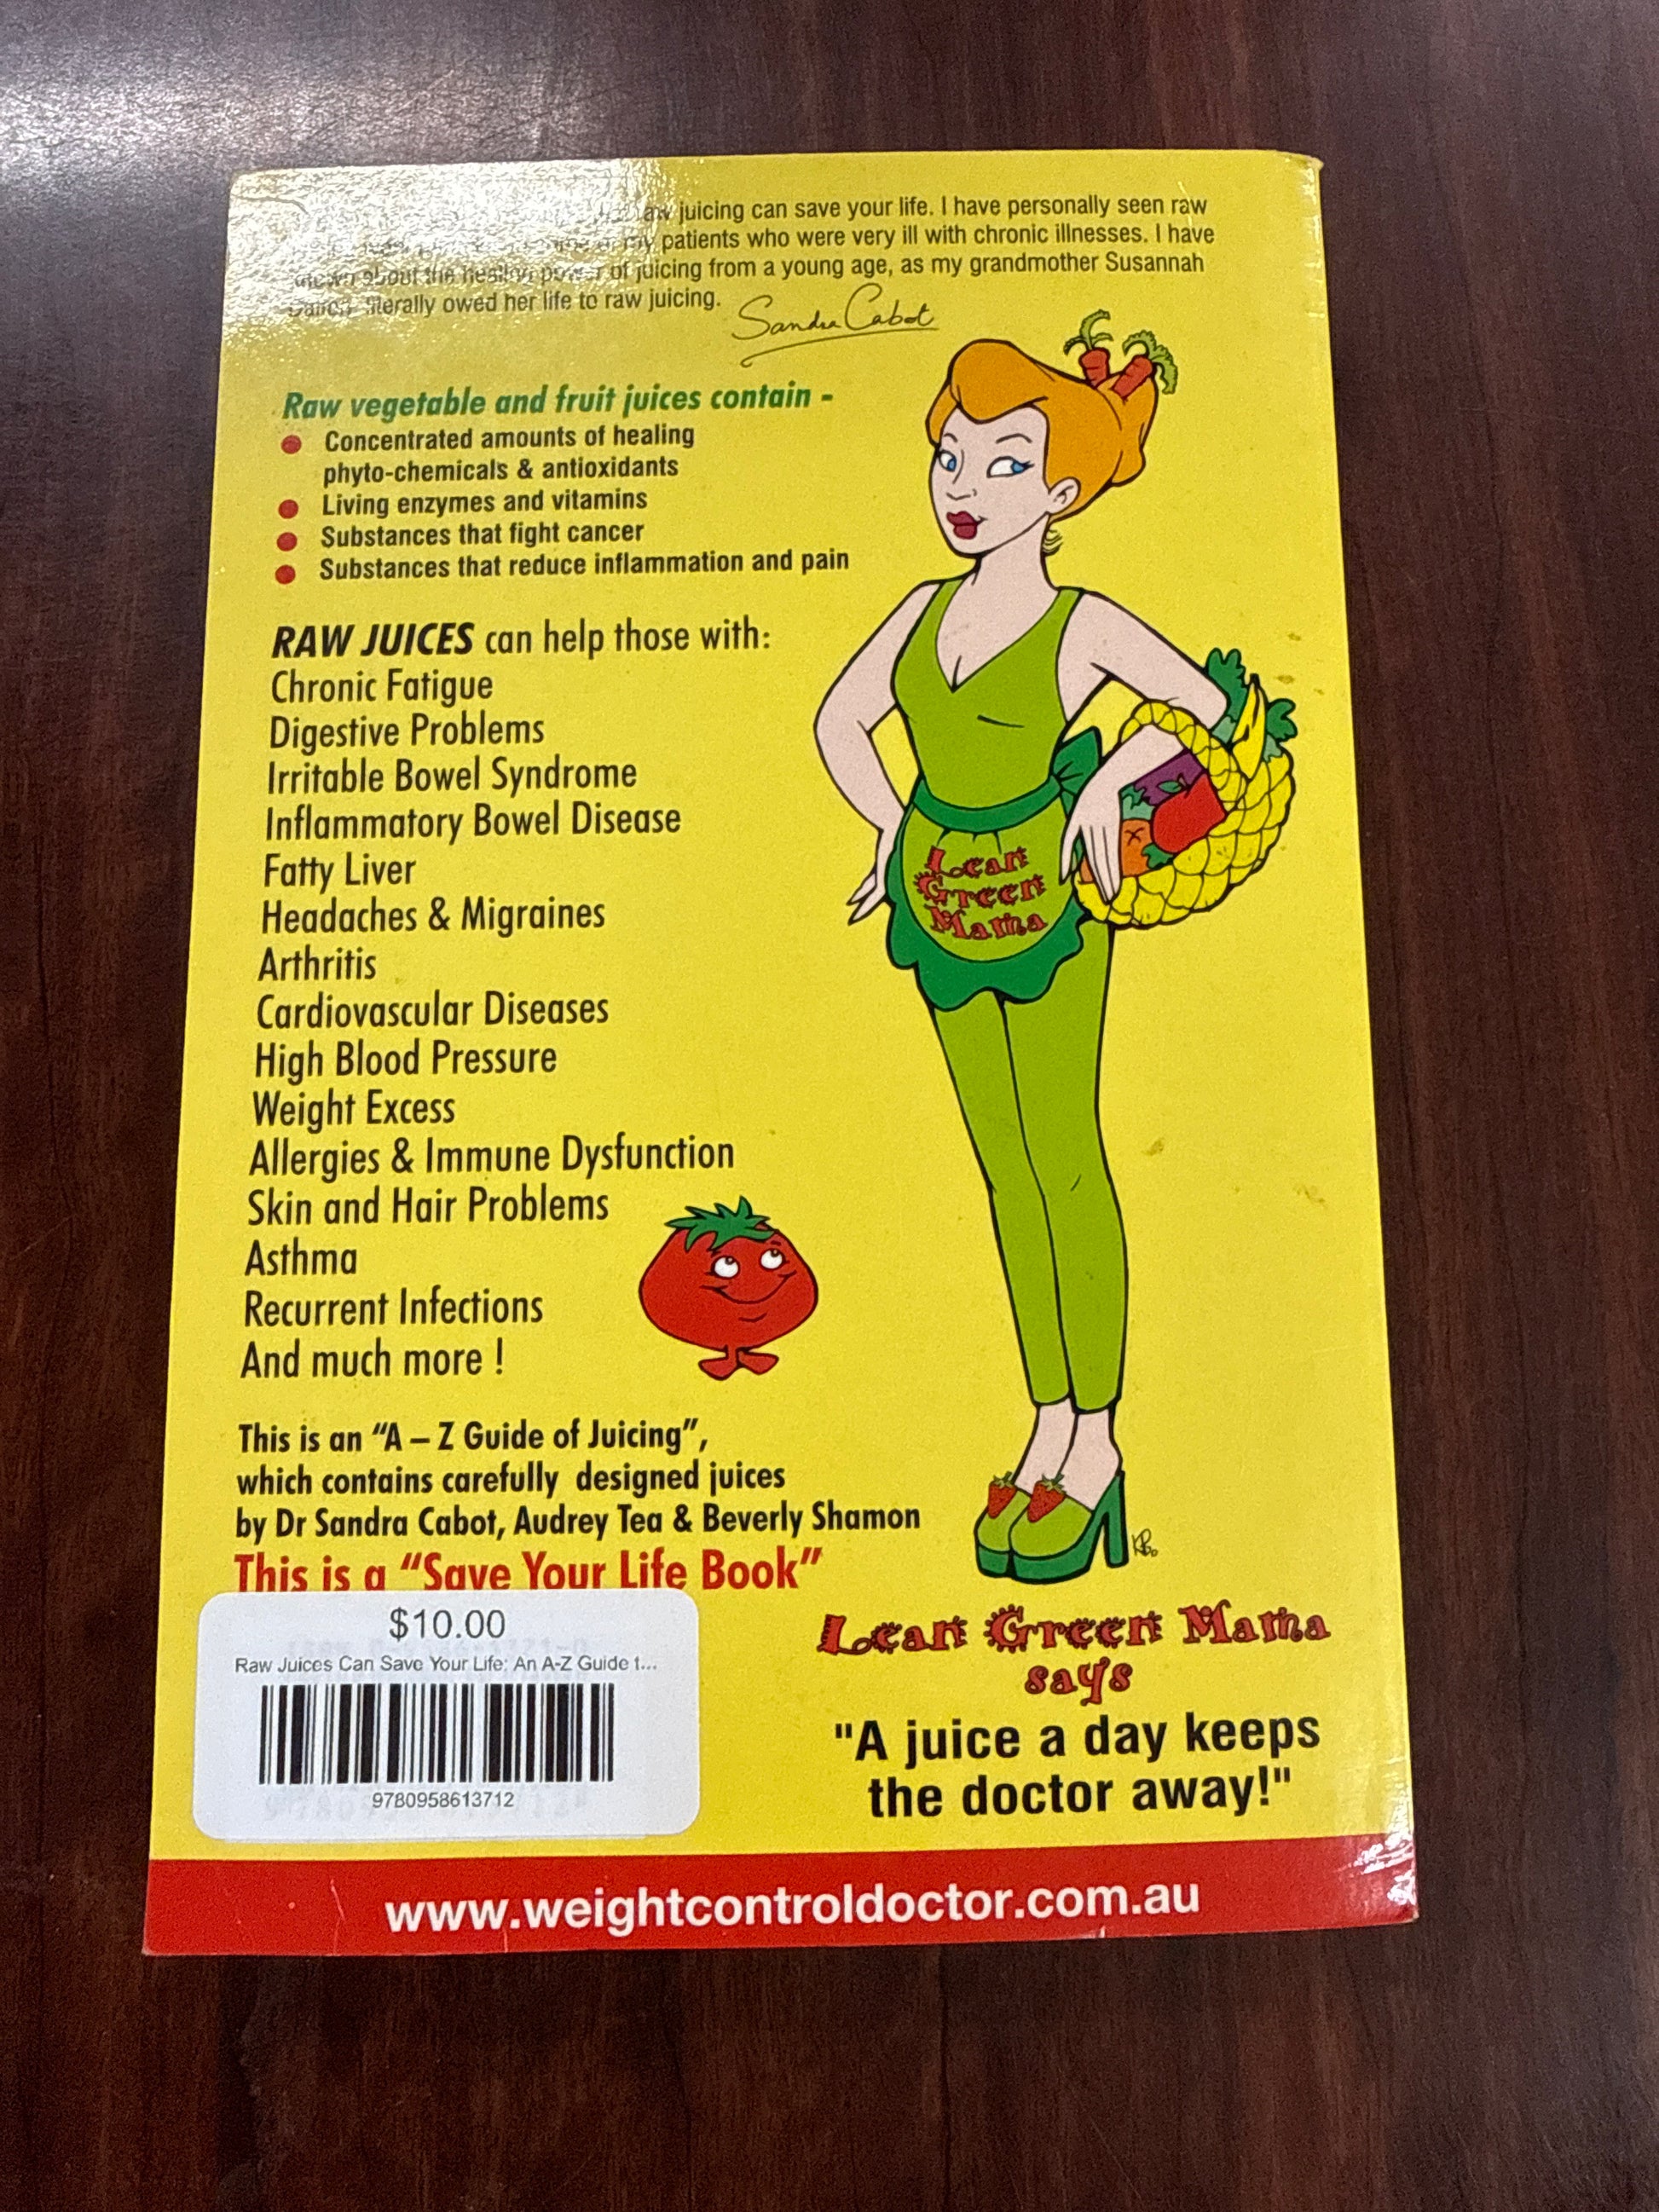 juicing can save your life. I have personally seen raw
my patients who were very ill with chronic illnesses. I have
known about the healing power of juicing from a young age, as my grandmother Susannah
literally owed her life to raw juicing.
Sandra Cabot
Raw vegetable and fruit juices contain -
Concentrated amounts of healing
phyto-chemicals & antioxidants
Living enzymes and vitamins
Substances that fight cancer
Substances that reduce inflammation and pain
RAW JUICES can help those with:
Chronic Fatigue
Digestive Problems
Irritable Bowel Syndrome
Inflammatory Bowel Disease
Fatty Liver
Headaches & Migraines
Arthritis
Cardiovascular Diseases
High Blood Pressure
Weight Excess
Allergies & Immune Dysfunction
Skin and Hair Problems
Asthma
Recurrent Infections
And much more !
Lean
Green
Mama
This is an “A – Z Guide of Juicing”,
which contains carefully designed juices
by Dr Sandra Cabot, Audrey Tea & Beverly Shamon
This is a “Save Your Life Book”
$10.00
Raw Juices Can Save Your Life: An A-Z Guide t...
9780958613712
Lean Green Mama
says
"A juice a day keeps
the doctor away!"
www.weightcontroldoctor.com.au